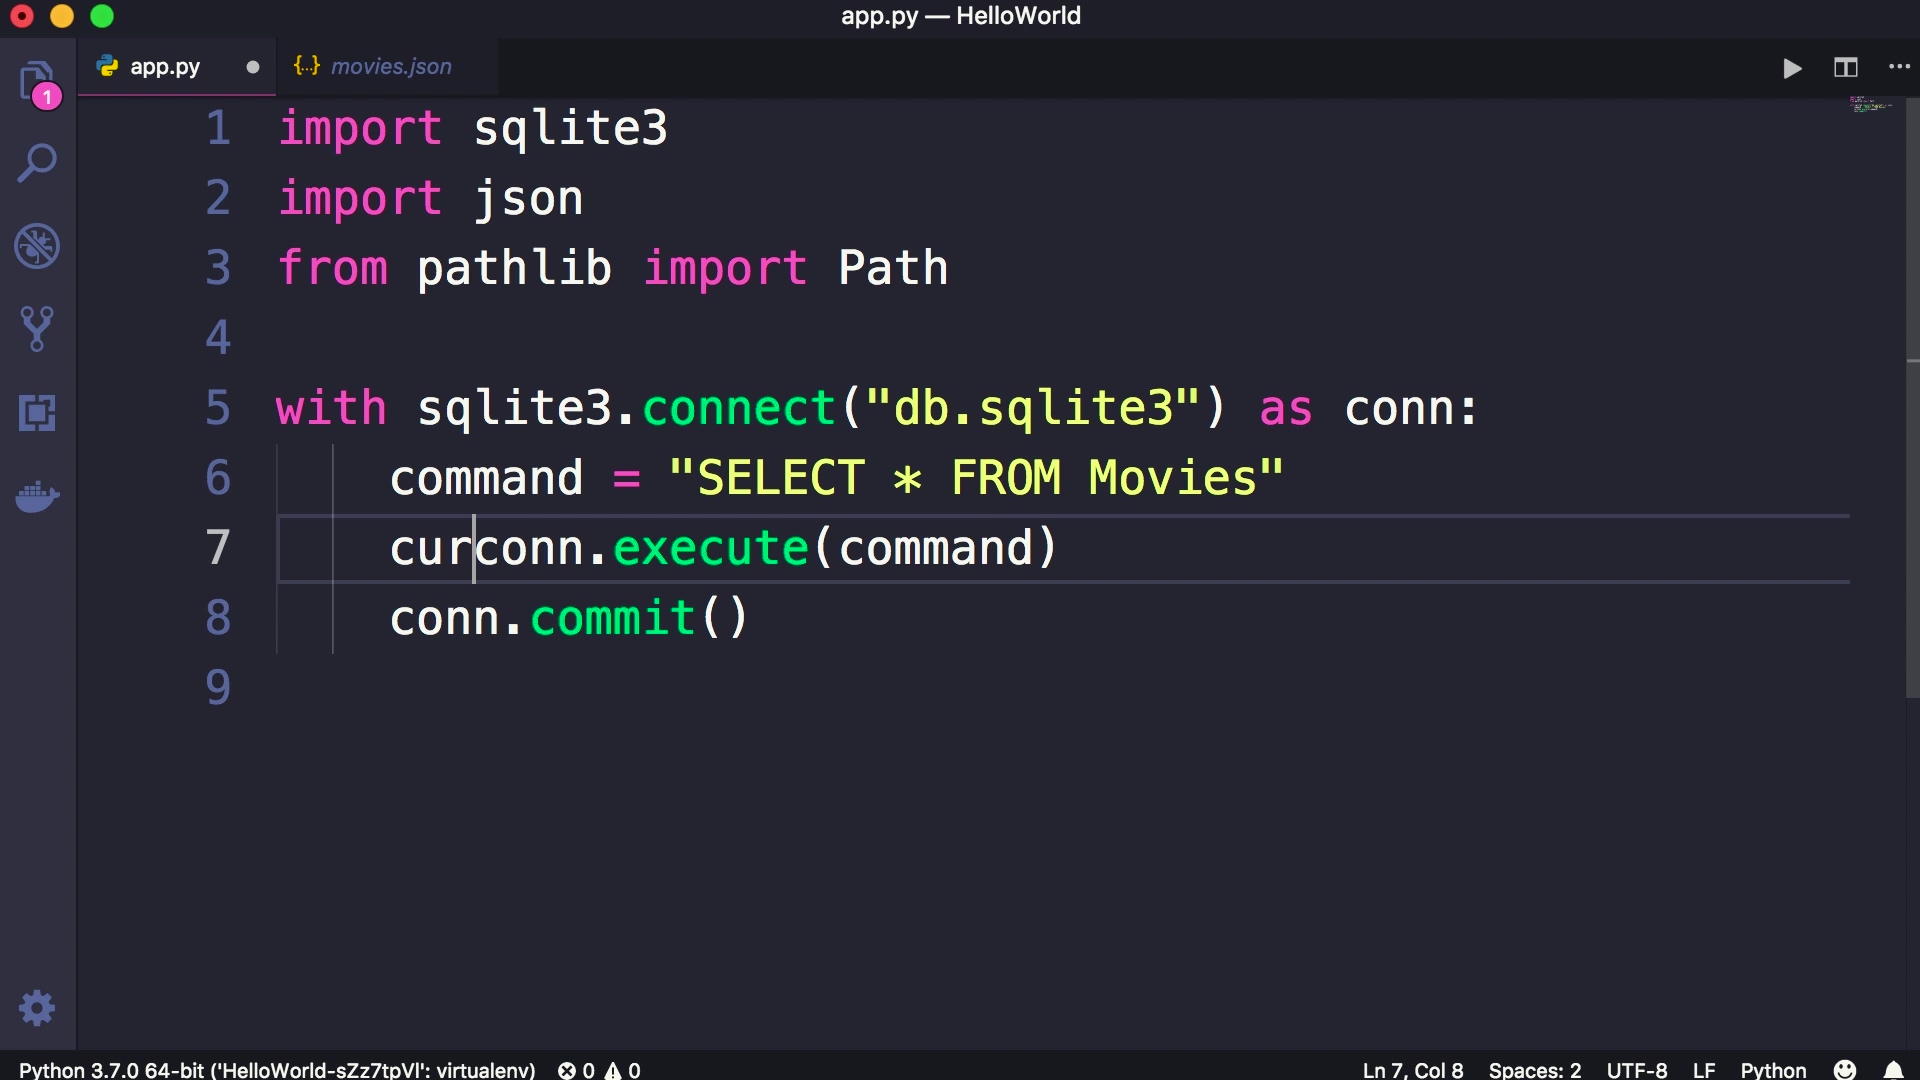 app.py — HelloWorld
app.py
{..} movies.json
1
1 import sqlite3
2 import json
3 from pathlib import Path
4
5 with sqlite3.connect("db.sqlite3") as conn:
6 command = "SELECT * FROM Movies"
7 curconn.execute(command)
8 conn.commit()
9
Python 3.7.0 64-bit ('HelloWorld-sZz7tpVl': virtualenv) 0 0 Ln 7, Col 8 Spaces: 2 UTF-8 LF Python